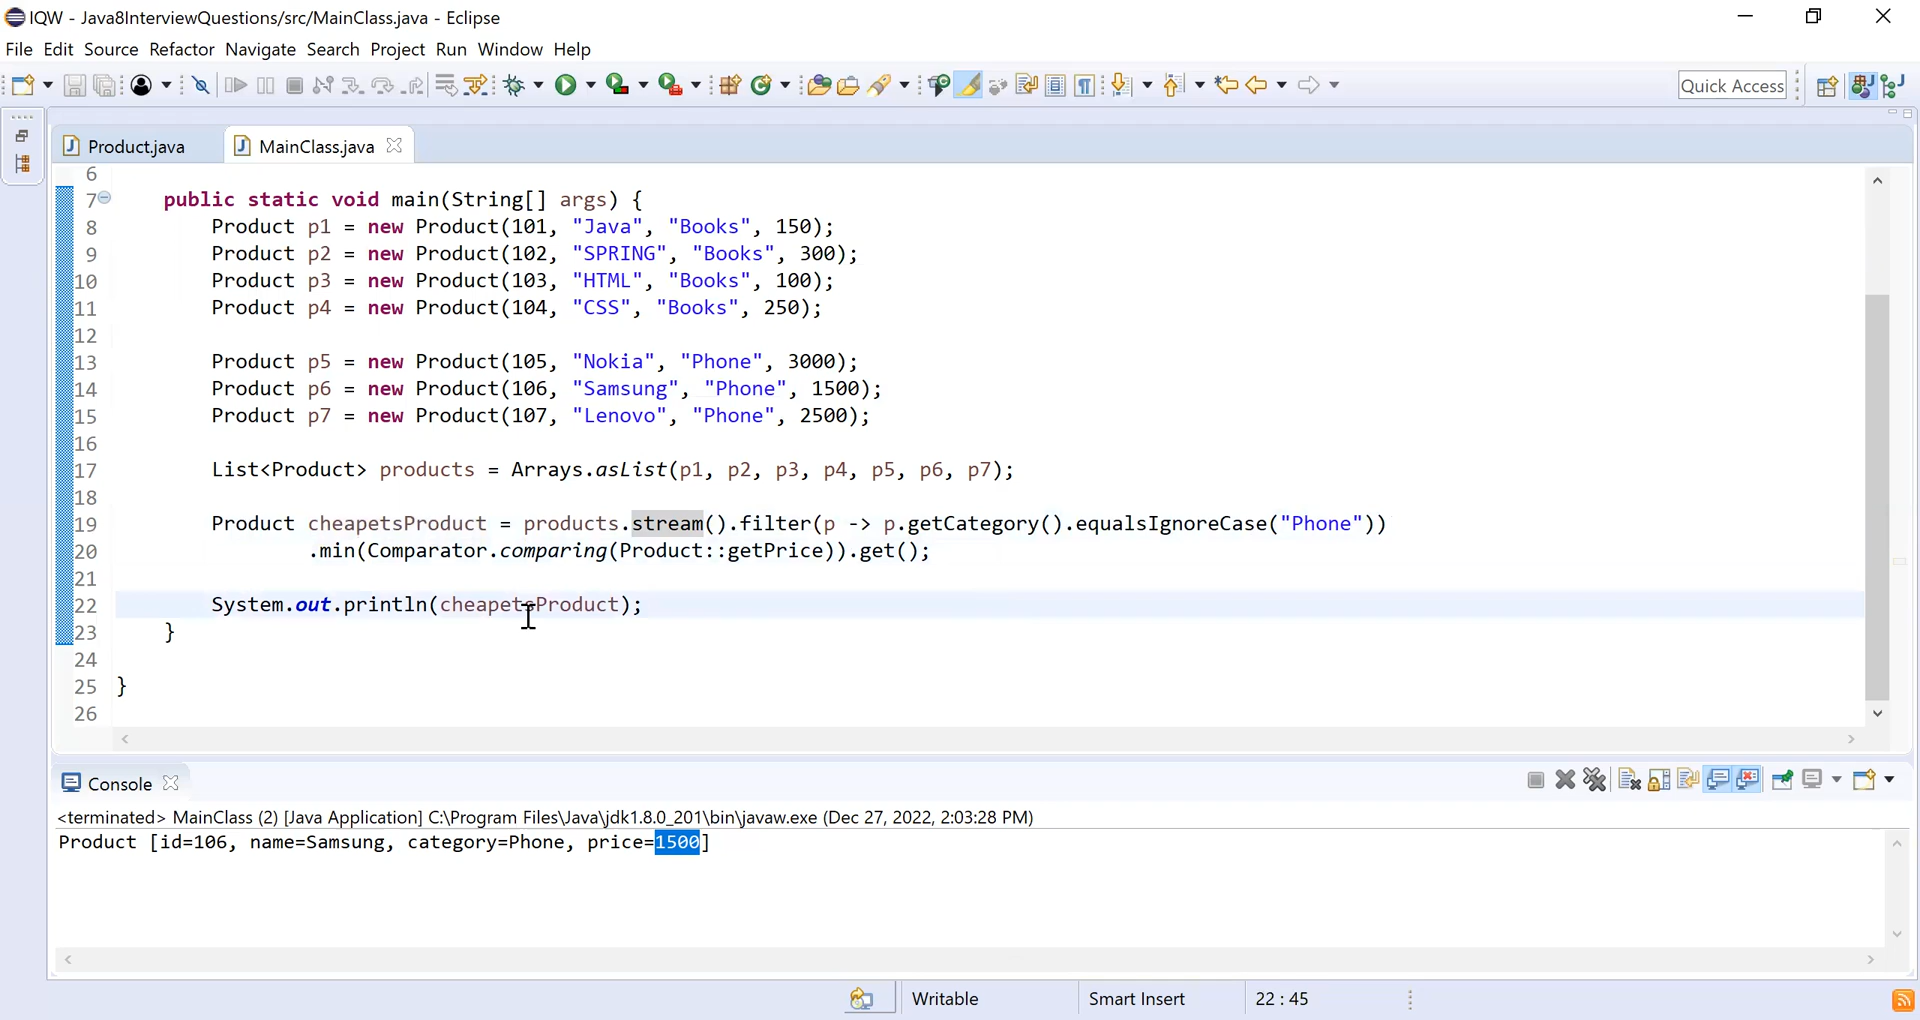 IQW - Java8InterviewQuestions/src/MainClass.java - Eclipse
File Edit Source Refactor Navigate Search Project Run Window Help
Quick Access
Product.java
MainClass.java
6
7 public static void main(String[] args) {
8 Product p1 = new Product(101, "Java", "Books", 150);
9 Product p2 = new Product(102, "SPRING", "Books", 300);
10 Product p3 = new Product(103, "HTML", "Books", 100);
11 Product p4 = new Product(104, "CSS", "Books", 250);
12
13 Product p5 = new Product(105, "Nokia", "Phone", 3000);
14 Product p6 = new Product(106, "Samsung", "Phone", 1500);
15 Product p7 = new Product(107, "Lenovo", "Phone", 2500);
16
17 List<Product> products = Arrays.asList(p1, p2, p3, p4, p5, p6, p7);
18
19 Product cheapetsProduct = products.stream().filter(p -> p.getCategory().equalsIgnoreCase("Phone"))
20 .min(Comparator.comparing(Product::getPrice)).get();
21
22 System.out.println(cheapetsProduct);
23 }
24
25 }
26
Console
<terminated> MainClass (2) [Java Application] C:\Program Files\Java\jdk1.8.0_201\bin\javaw.exe (Dec 27, 2022, 2:03:28 PM)
Product [id=106, name=Samsung, category=Phone, price=1500]
Writable
Smart Insert
22 : 45